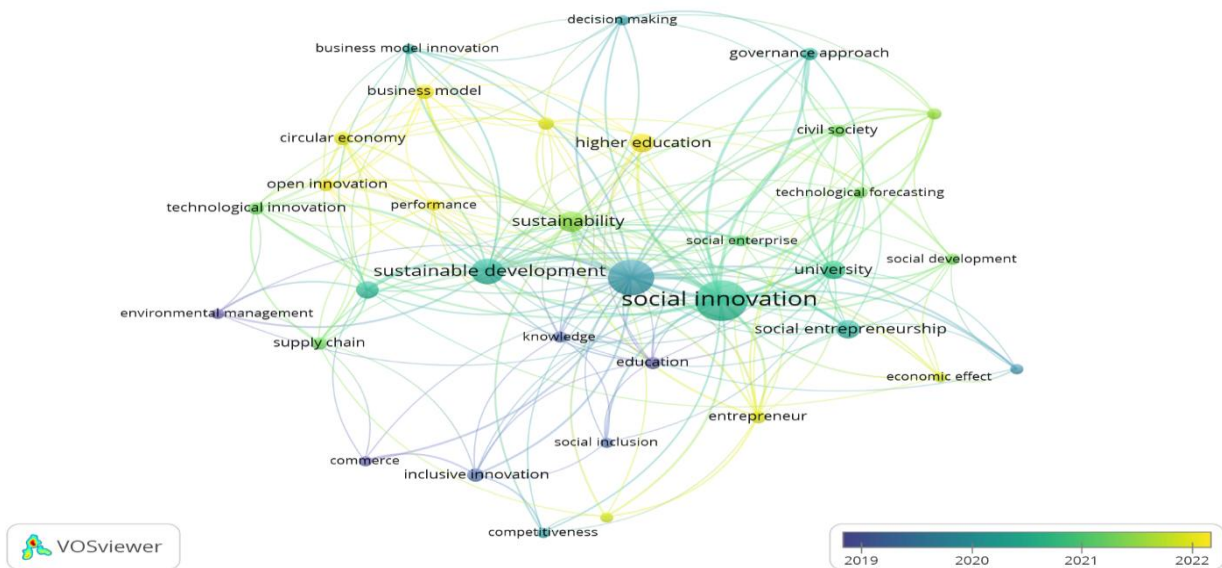 decision making
business model innovation
governance approach
business model
circular economy
higher education
civil society
open innovation
technological innovation
performance
technological forecasting
sustainability
social enterprise
sustainable development
university
social development
social innovation
environmental management
supply chain
knowledge
social entrepreneurship
education
economic effect
entrepreneur
social inclusion
commerce
inclusive innovation
competitiveness
VOSviewer
2019 2020 2021 2022